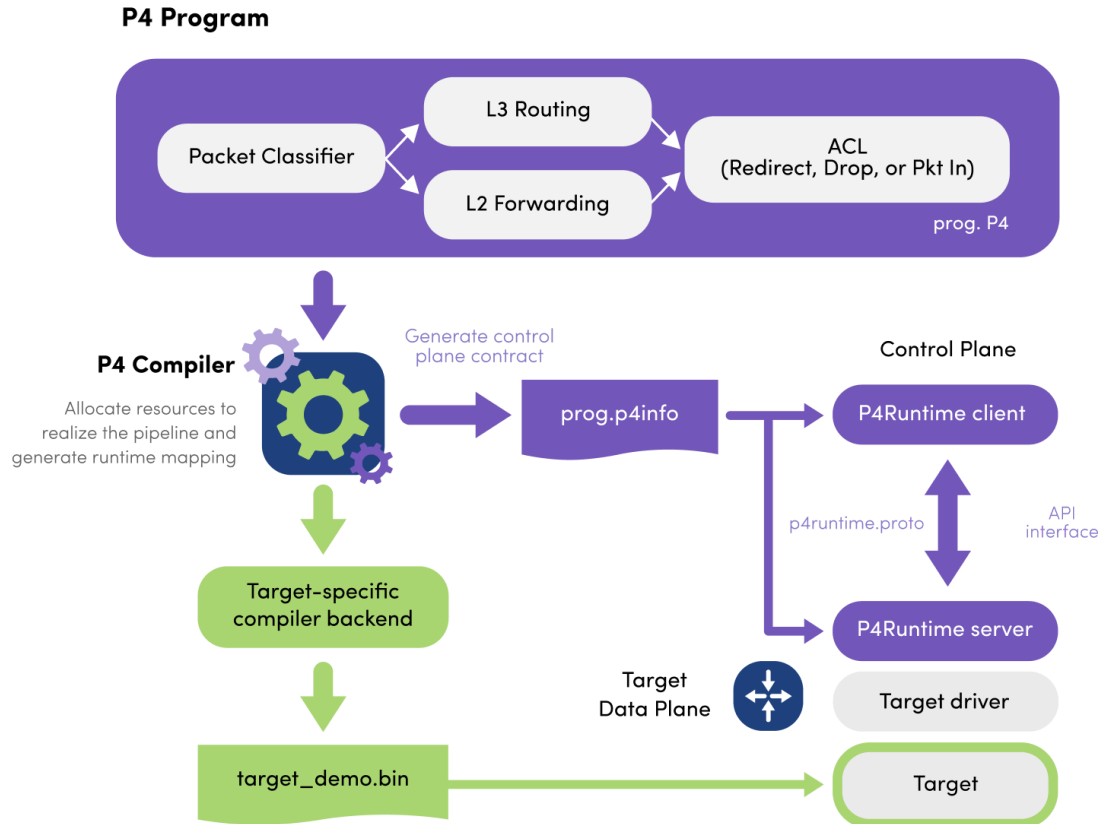 P4 Program
Packet Classifier
L3 Routing
L2 Forwarding
ACL
(Redirect, Drop, or Pkt In)
prog. P4
P4 Compiler
Allocate resources to
realize the pipeline and
generate runtime mapping
Generate control
plane contract
prog.p4info
Control Plane
P4Runtime client
p4runtime.proto
API
interface
P4Runtime server
Target-specific
compiler backend
Target
Data Plane
Target driver
target_demo.bin
Target